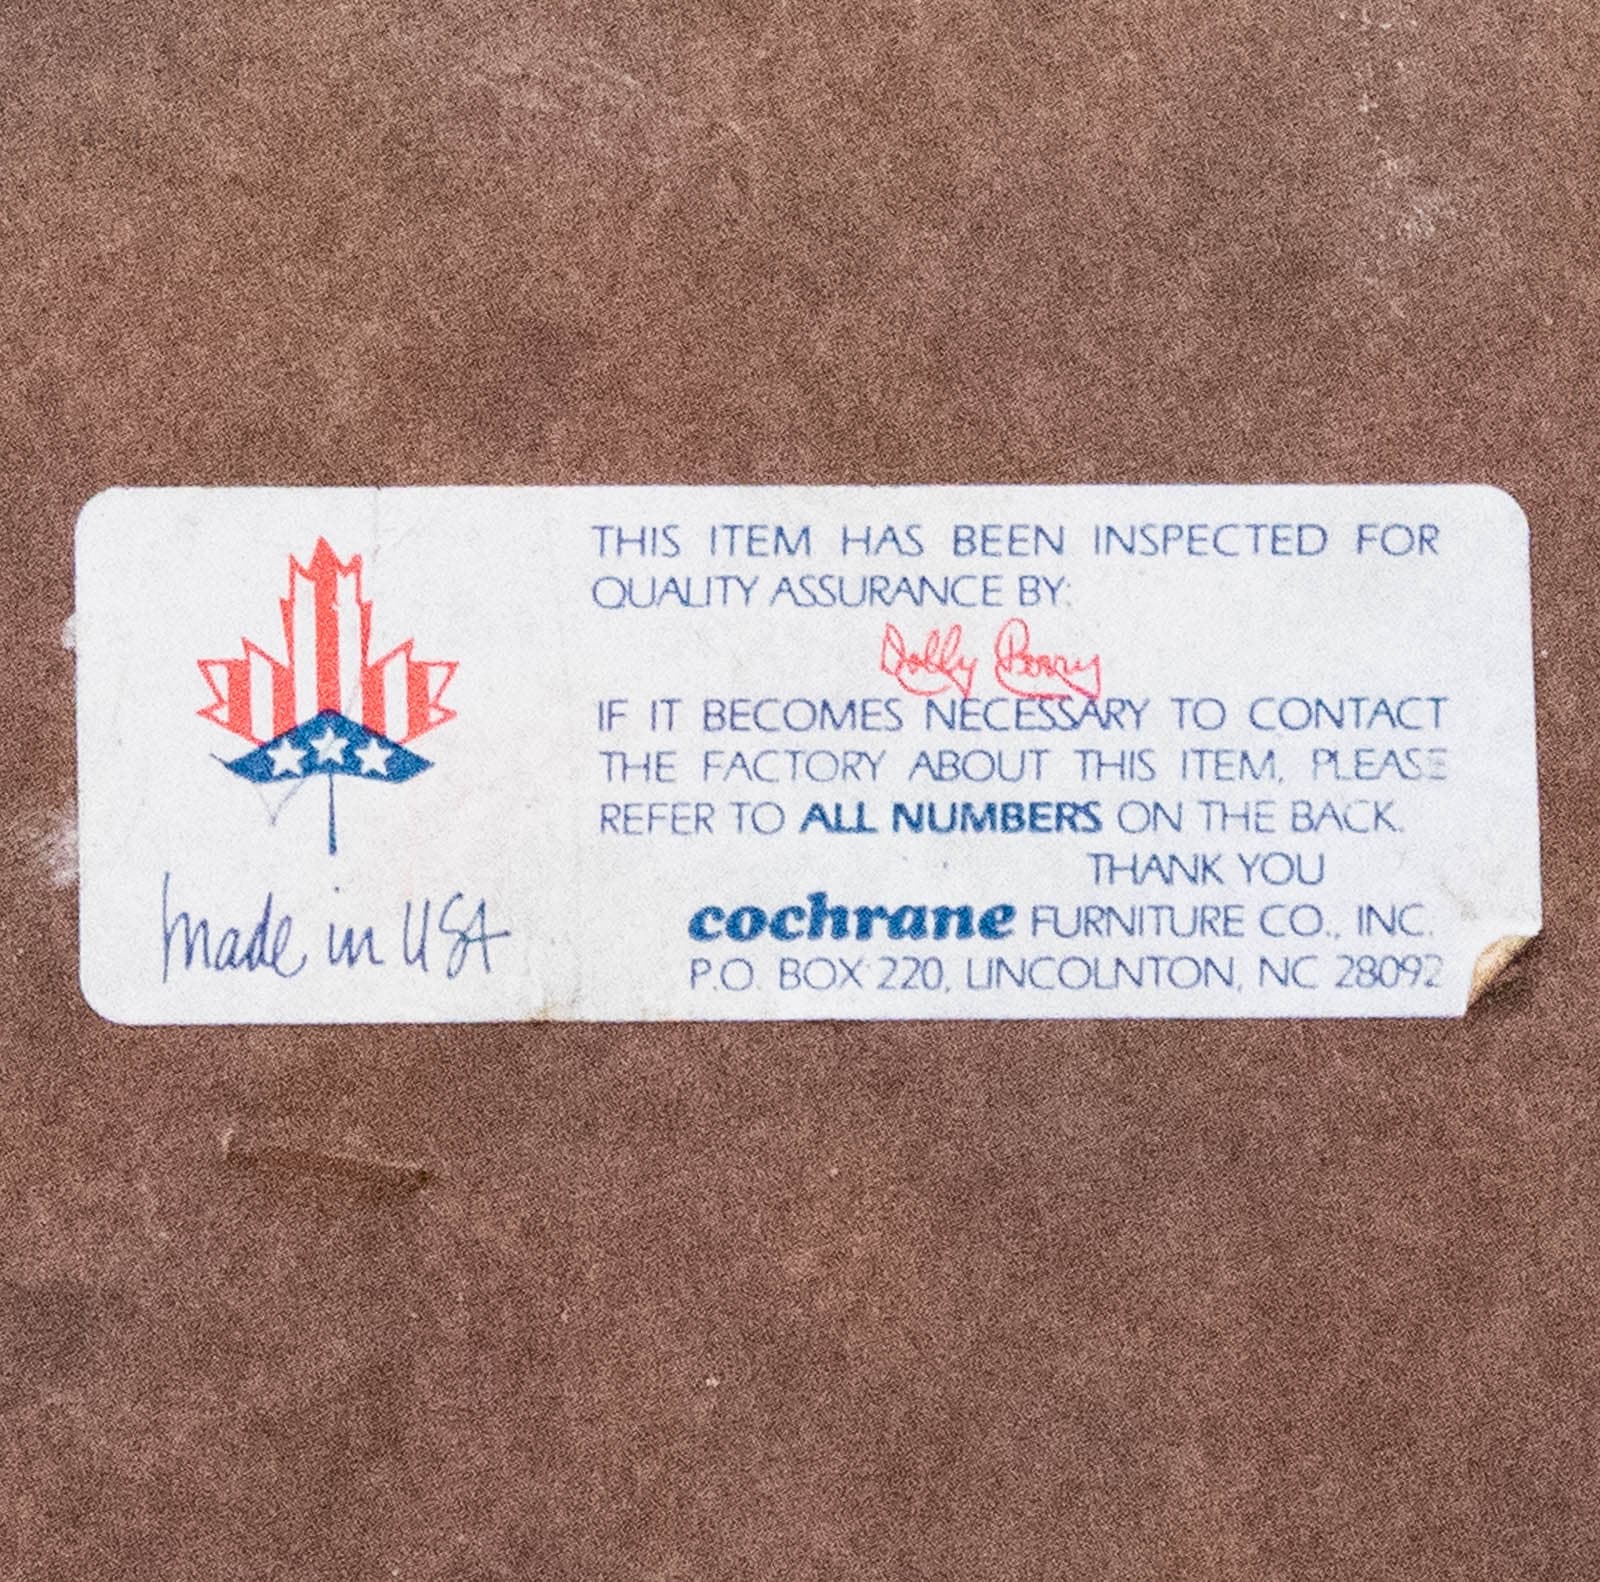 THIS ITEM HAS BEEN INSPECTED FOR
QUALITY ASSURANCE BY:
Dolly Perry
IF IT BECOMES NECESSARY TO CONTACT
THE FACTORY ABOUT THIS ITEM, PLEASE
REFER TO ALL NUMBERS ON THE BACK.
THANK YOU
cochrane FURNITURE CO., INC.
P.O. BOX 220, LINCOLNTON, NC 28092
made in USA